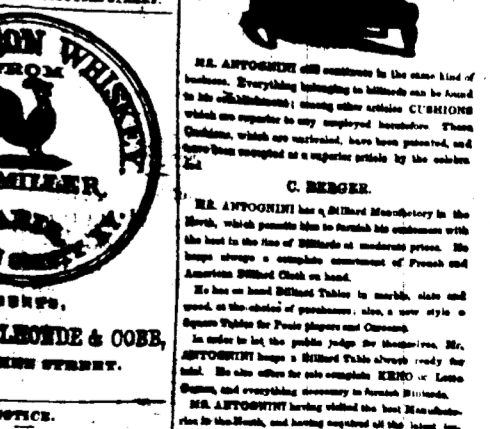 ON WHISKEY.
FROM
MILLER,
& COBB,
STREET.
NOTICE.
MR. ANTOGNINI still continues in the same kind of
business. Everything belonging to billiards can be found
in his establishment; among other articles CUSHIONS
which are superior to any employed heretofore. These
Cushions, which are unrivaled, have been patented, and
have been accepted as a superior article by the celebra
ted
C. BERGER.
MR. ANTOGNINI has a Billiard Manufactory in the
North, which permits him to furnish his customers with
the best in the line of Billiards at moderate prices. He
keeps always a complete assortment of French and
American Billiard Cloth on hand.
He has on hand Billiard Tables in marble, slate and
wood, at the choice of purchasers; also, a new style o
Square Tables for Pool players and Caroms.
In order to let the public judge for themselves, Mr.
ANTOGNINI keeps a Billiard Table always ready for
trial. He also offers for sale complete KENO or Lotto
Games, and everything necessary to furnish Billiards.
MR. ANTOGNINI having visited the best Manufacto-
ries in the North, and having acquired all the latest im-